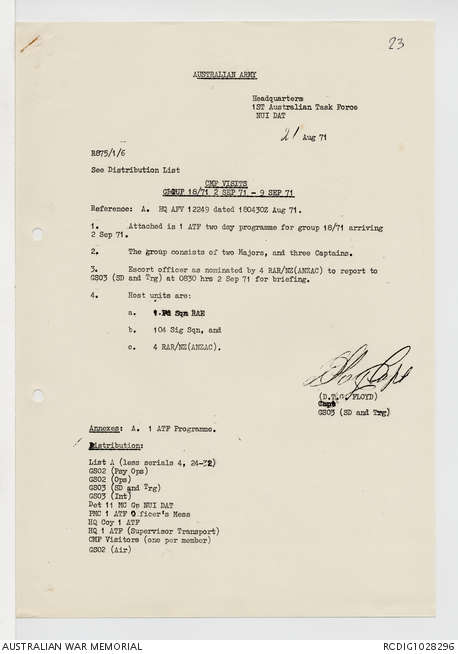 23
AUSTRALIAN ARMY
Headquarters
1ST Australian Task Force
NUI DAT
21 Aug 71
R875/1/6
See Distribution List
CMF VISITS
GROUP 18/71 2 SEP 71 - 9 SEP 71
Reference: A. HQ AFV 12249 dated 180430Z Aug 71.
1. Attached is 1 ATF two day programme for group 18/71 arriving
2 Sep 71.
2. The group consists of two Majors, and three Captains.
3. Escort officer as nominated by 4 RAR/NZ(ANZAC) to report to
GSO3 (SD and Trg) at 0830 hrs 2 Sep 71 for briefing.
4. Host units are:
a. 1 Fd Sqn RAE
b. 104 Sig Sqn, and
c. 4 RAR/NZ(ANZAC).
(D.T.G. FLOYD)
Capt
GSO3 (SD and Trg)
Annexes: A. 1 ATF Programme.
Distribution:
List A (less serials 4, 24-32)
GSO2 (Psy Ops)
GSO2 (Ops)
GSO3 (SD and Trg)
GSO3 (Int)
Det 11 MC Gp NUI DAT
PMC 1 ATF Officer's Mess
HQ Coy 1 ATF
HQ 1 ATF (Supervisor Transport)
CMF Visitors (one per member)
GSO2 (Air)
AUSTRALIAN WAR MEMORIAL
RCDIG1028296